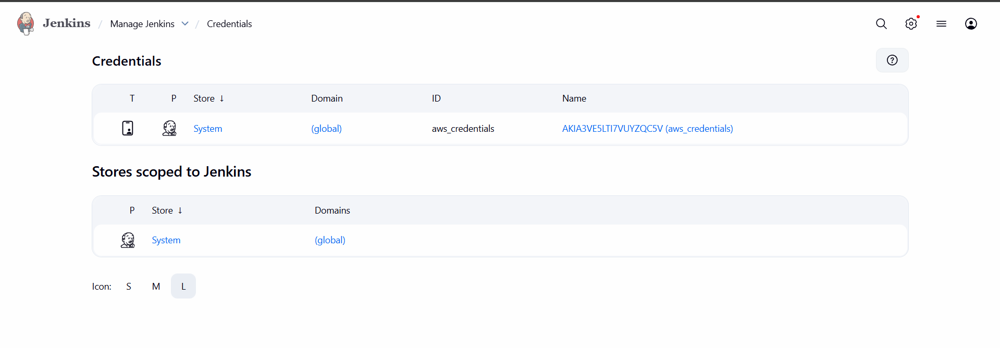 Jenkins / Manage Jenkins / Credentials
Credentials
T P Store ↓ Domain ID Name
System (global) aws_credentials AKIA3VE5LTI7VUYZQC5V (aws_credentials)
Stores scoped to Jenkins
P Store ↓ Domains
System (global)
Icon: S M L